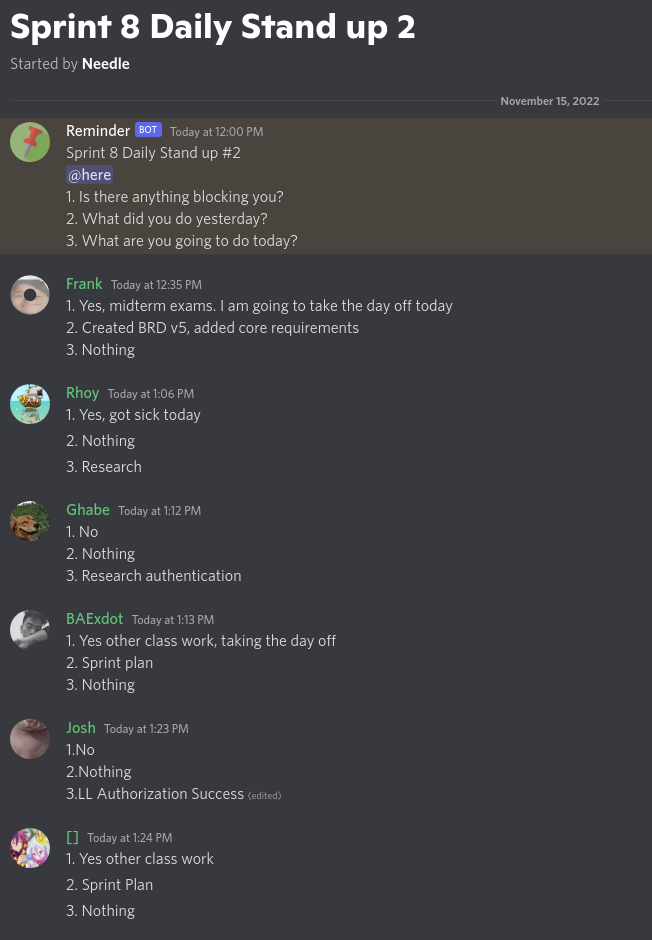 Sprint 8 Daily Stand up 2
Started by Needle
November 15, 2022
Reminder BOT Today at 12:00 PM
Sprint 8 Daily Stand up #2
@here
1. Is there anything blocking you?
2. What did you do yesterday?
3. What are you going to do today?
Frank Today at 12:35 PM
1. Yes, midterm exams. I am going to take the day off today
2. Created BRD v5, added core requirements
3. Nothing
Rhoy Today at 1:06 PM
1. Yes, got sick today
2. Nothing
3. Research
Ghabe Today at 1:12 PM
1. No
2. Nothing
3. Research authentication
BAExdot Today at 1:13 PM
1. Yes other class work, taking the day off
2. Sprint plan
3. Nothing
Josh Today at 1:23 PM
1.No
2.Nothing
3.LL Authorization Success (edited)
[] Today at 1:24 PM
1. Yes other class work
2. Sprint Plan
3. Nothing